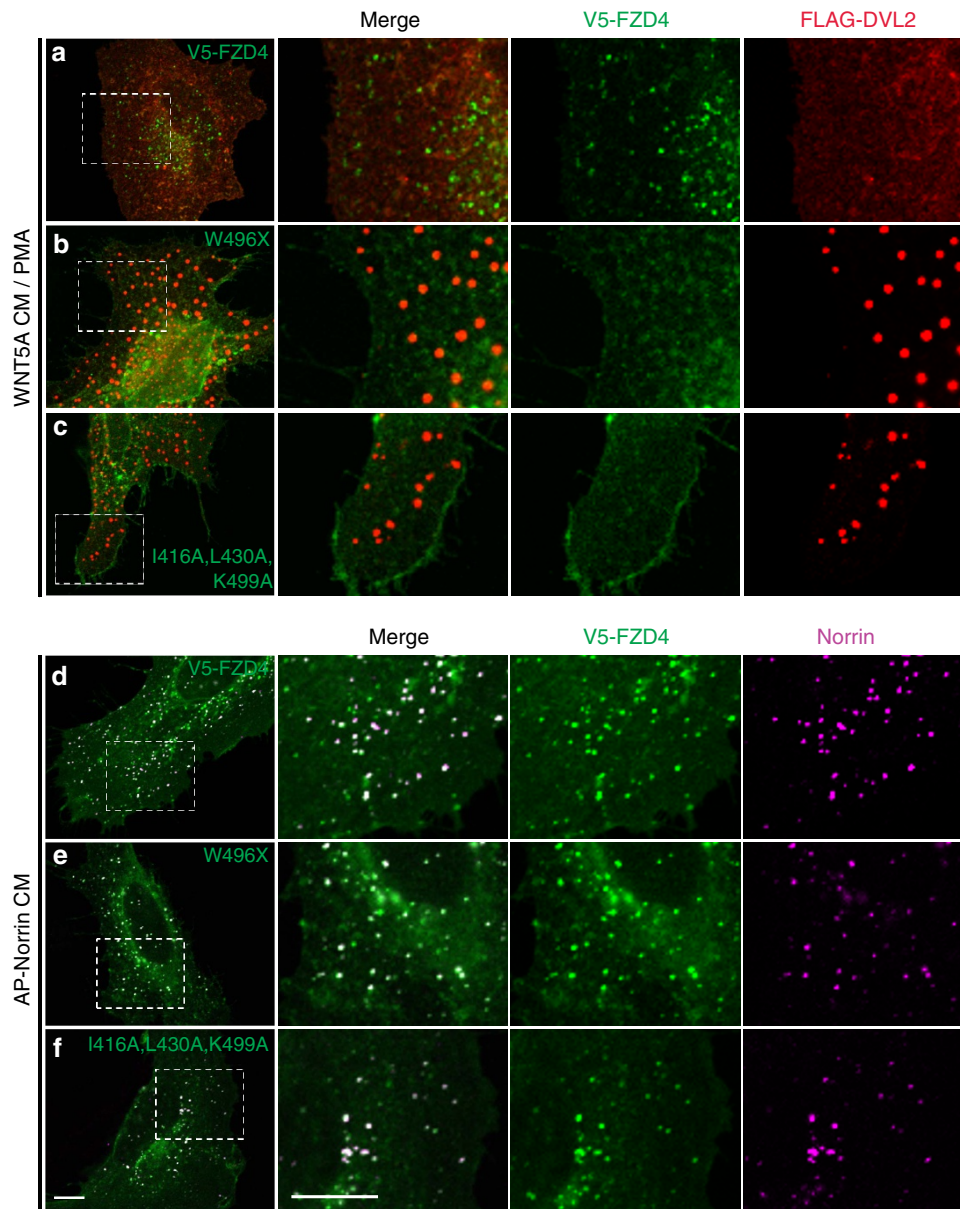 Merge V5-FZD4 FLAG-DVL2
WNT5A CM / PMA
a V5-FZD4
b W496X
c
I416A,L430A,
K499A
Merge V5-FZD4 Norrin
AP-Norrin CM
d V5-FZD4
e W496X
f I416A,L430A,K499A